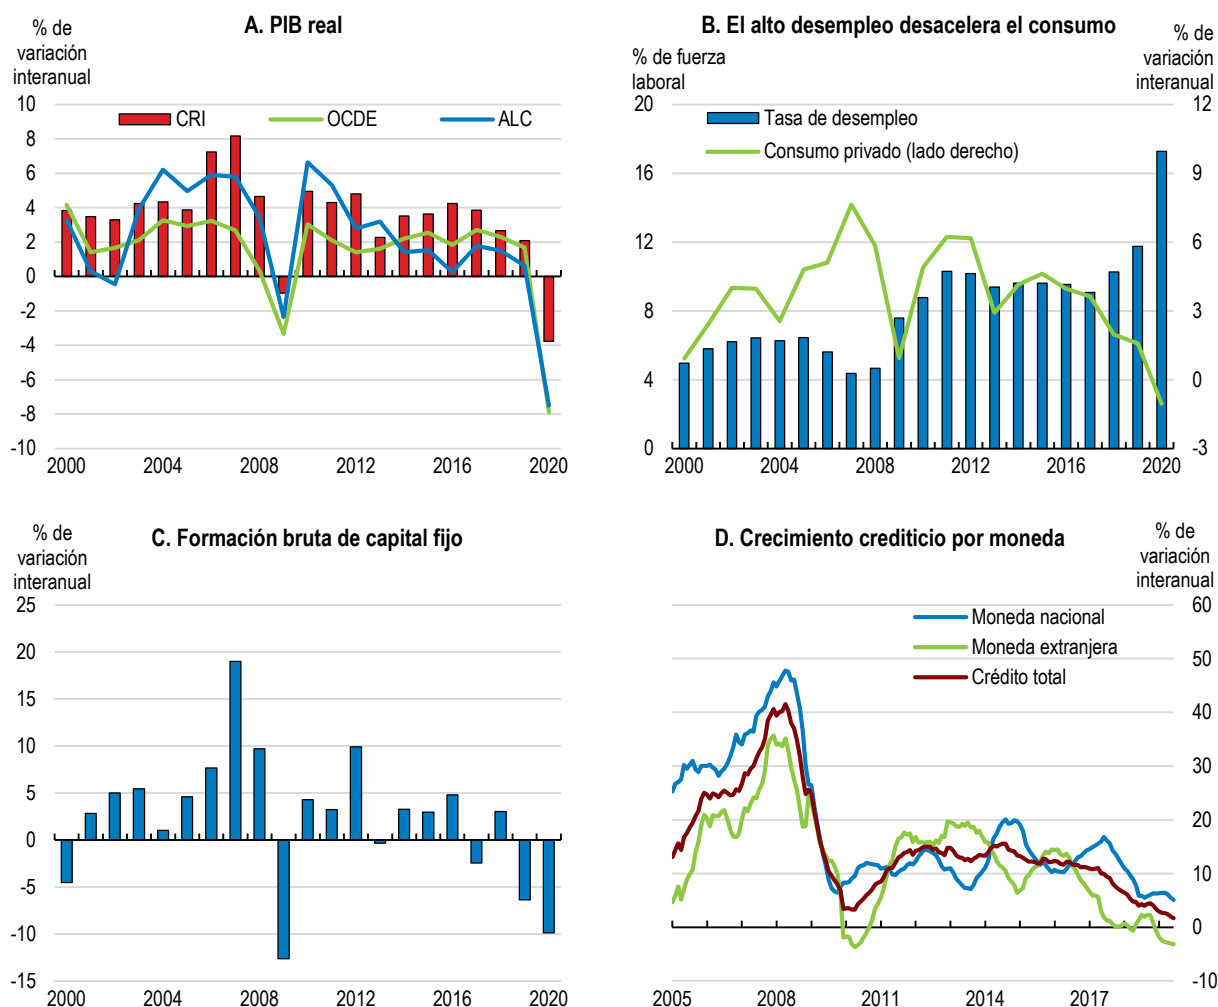 A. PIB real
% de
variación
interanual
CRI
OCDE
ALC
10
8
6
4
2
0
-2
-4
-6
-8
-10
2000
2004
2008
2012
2016
2020
B. El alto desempleo desacelera el consumo
% de fuerza
laboral
% de
variación
interanual
Tasa de desempleo
Consumo privado (lado derecho)
20
16
12
8
4
0
12
9
6
3
0
-3
2000
2004
2008
2012
2016
2020
C. Formación bruta de capital fijo
% de
variación
interanual
25
20
15
10
5
0
-5
-10
-15
2000
2004
2008
2012
2016
2020
D. Crecimiento crediticio por moneda
% de
variación
interanual
Moneda nacional
Moneda extranjera
Crédito total
60
50
40
30
20
10
0
-10
2005
2008
2011
2014
2017